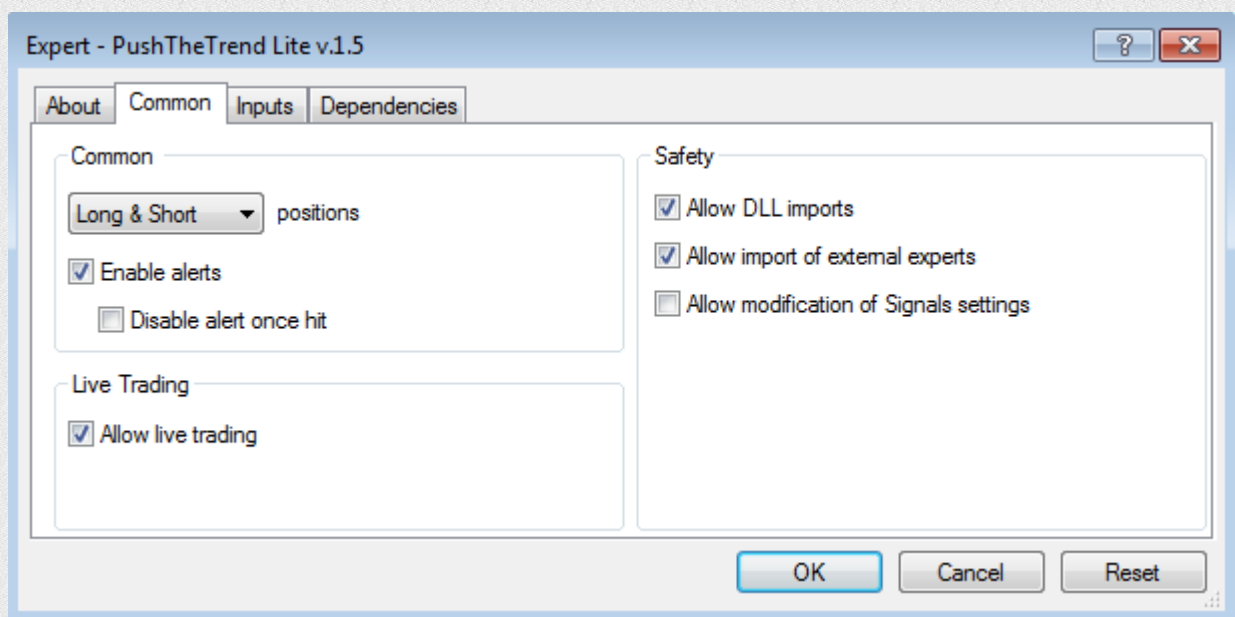 Expert - PushTheTrend Lite v.1.5
About Common Inputs Dependencies
Common
Long & Short positions
Enable alerts
Disable alert once hit
Live Trading
Allow live trading
Safety
Allow DLL imports
Allow import of external experts
Allow modification of Signals settings
OK Cancel Reset